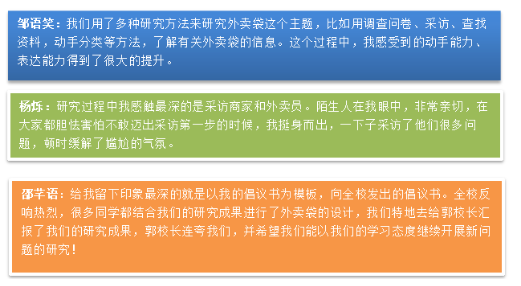 邹语笑：我们用了多种研究方法来研究外卖袋这个主题，比如用调查问卷、采访、查找
资料，动手分类等方法，了解有关外卖袋的信息。这个过程中，我感受到的动手能力、
表达能力得到了很大的提升。
杨烁：研究过程中我感触最深的是采访商家和外卖员。陌生人在我眼中，非常亲切，在
大家都胆怯害怕不敢迈出采访第一步的时候，我挺身而出，一下子采访了他们很多问
题，顿时缓解了尴尬的气氛。
邵芊语：给我留下印象最深的就是以我的倡议书为模板，向全校发出的倡议书。全校反
响热烈，很多同学都结合我们的研究成果进行了外卖袋的设计，我们特地去给郭校长汇
报了我们的研究成果，郭校长连夸我们，并希望我们能以我们的学习态度继续开展新问
题的研究！